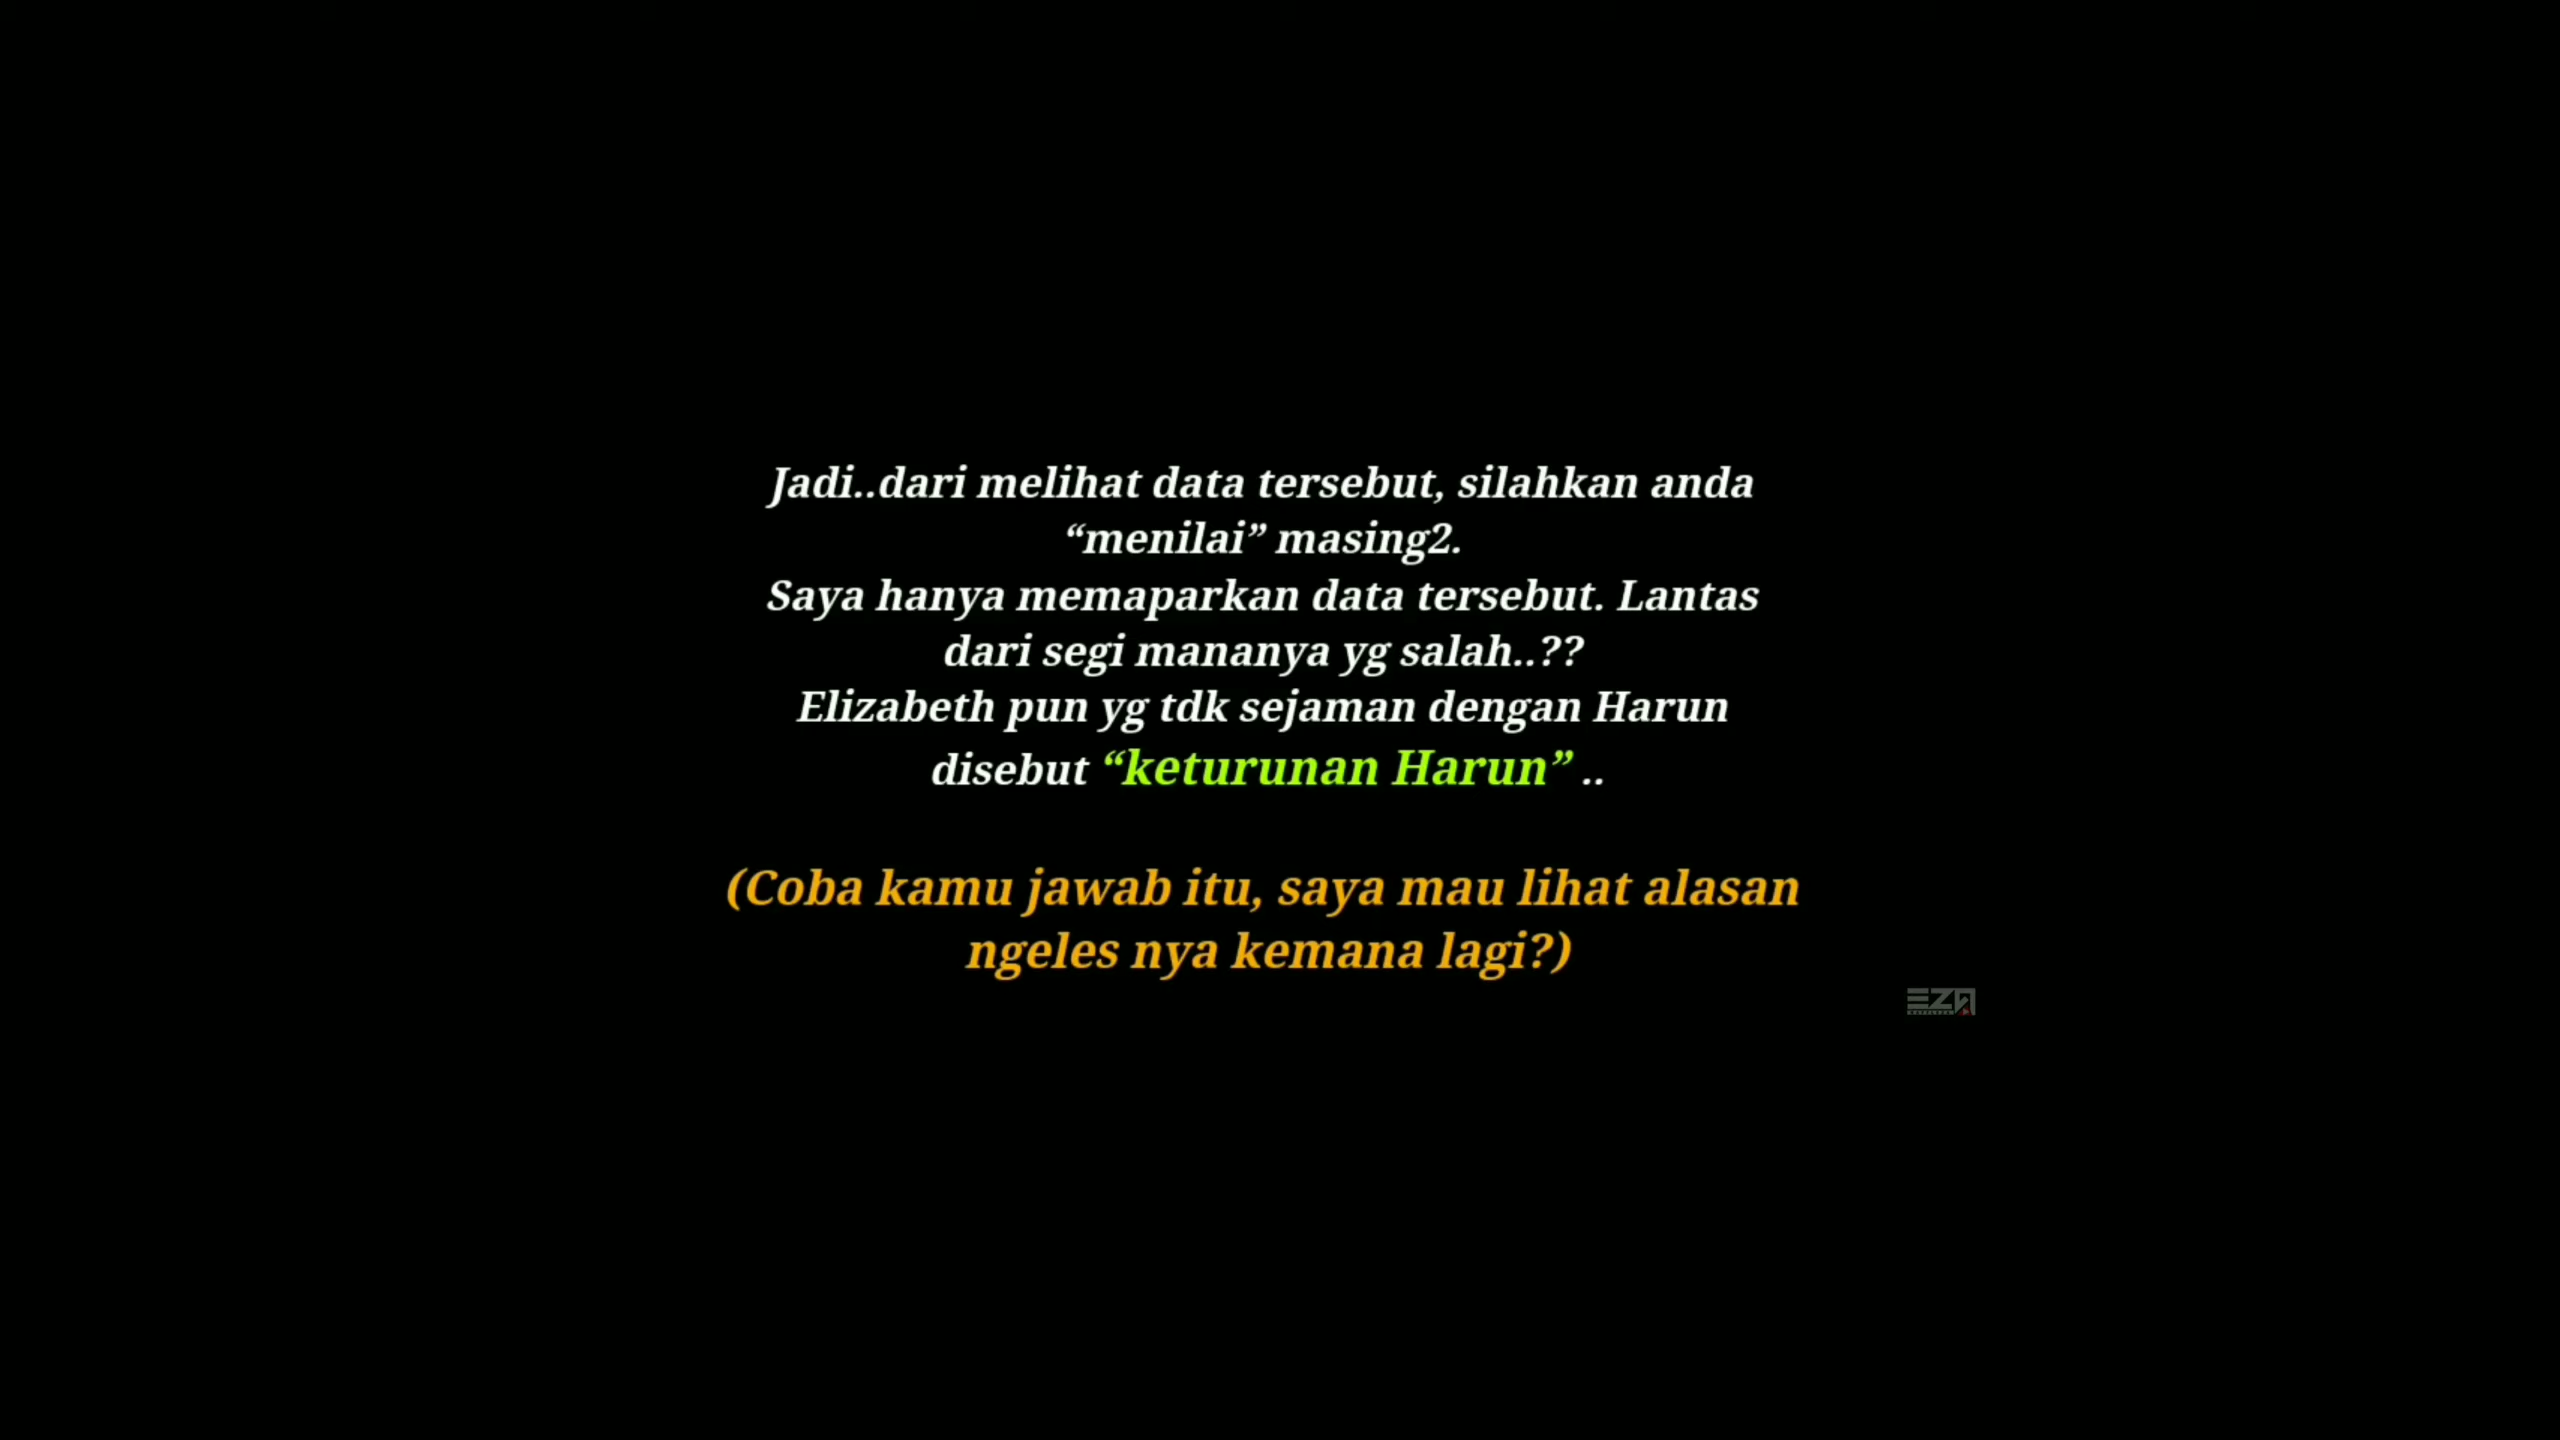 Jadi..dari melihat data tersebut, silahkan anda
“menilai” masing2.
Saya hanya memaparkan data tersebut. Lantas
dari segi mananya yg salah..??
Elizabeth pun yg tdk sejaman dengan Harun
disebut “keturunan Harun” ..
(Coba kamu jawab itu, saya mau lihat alasan
ngeles nya kemana lagi?)
EZA